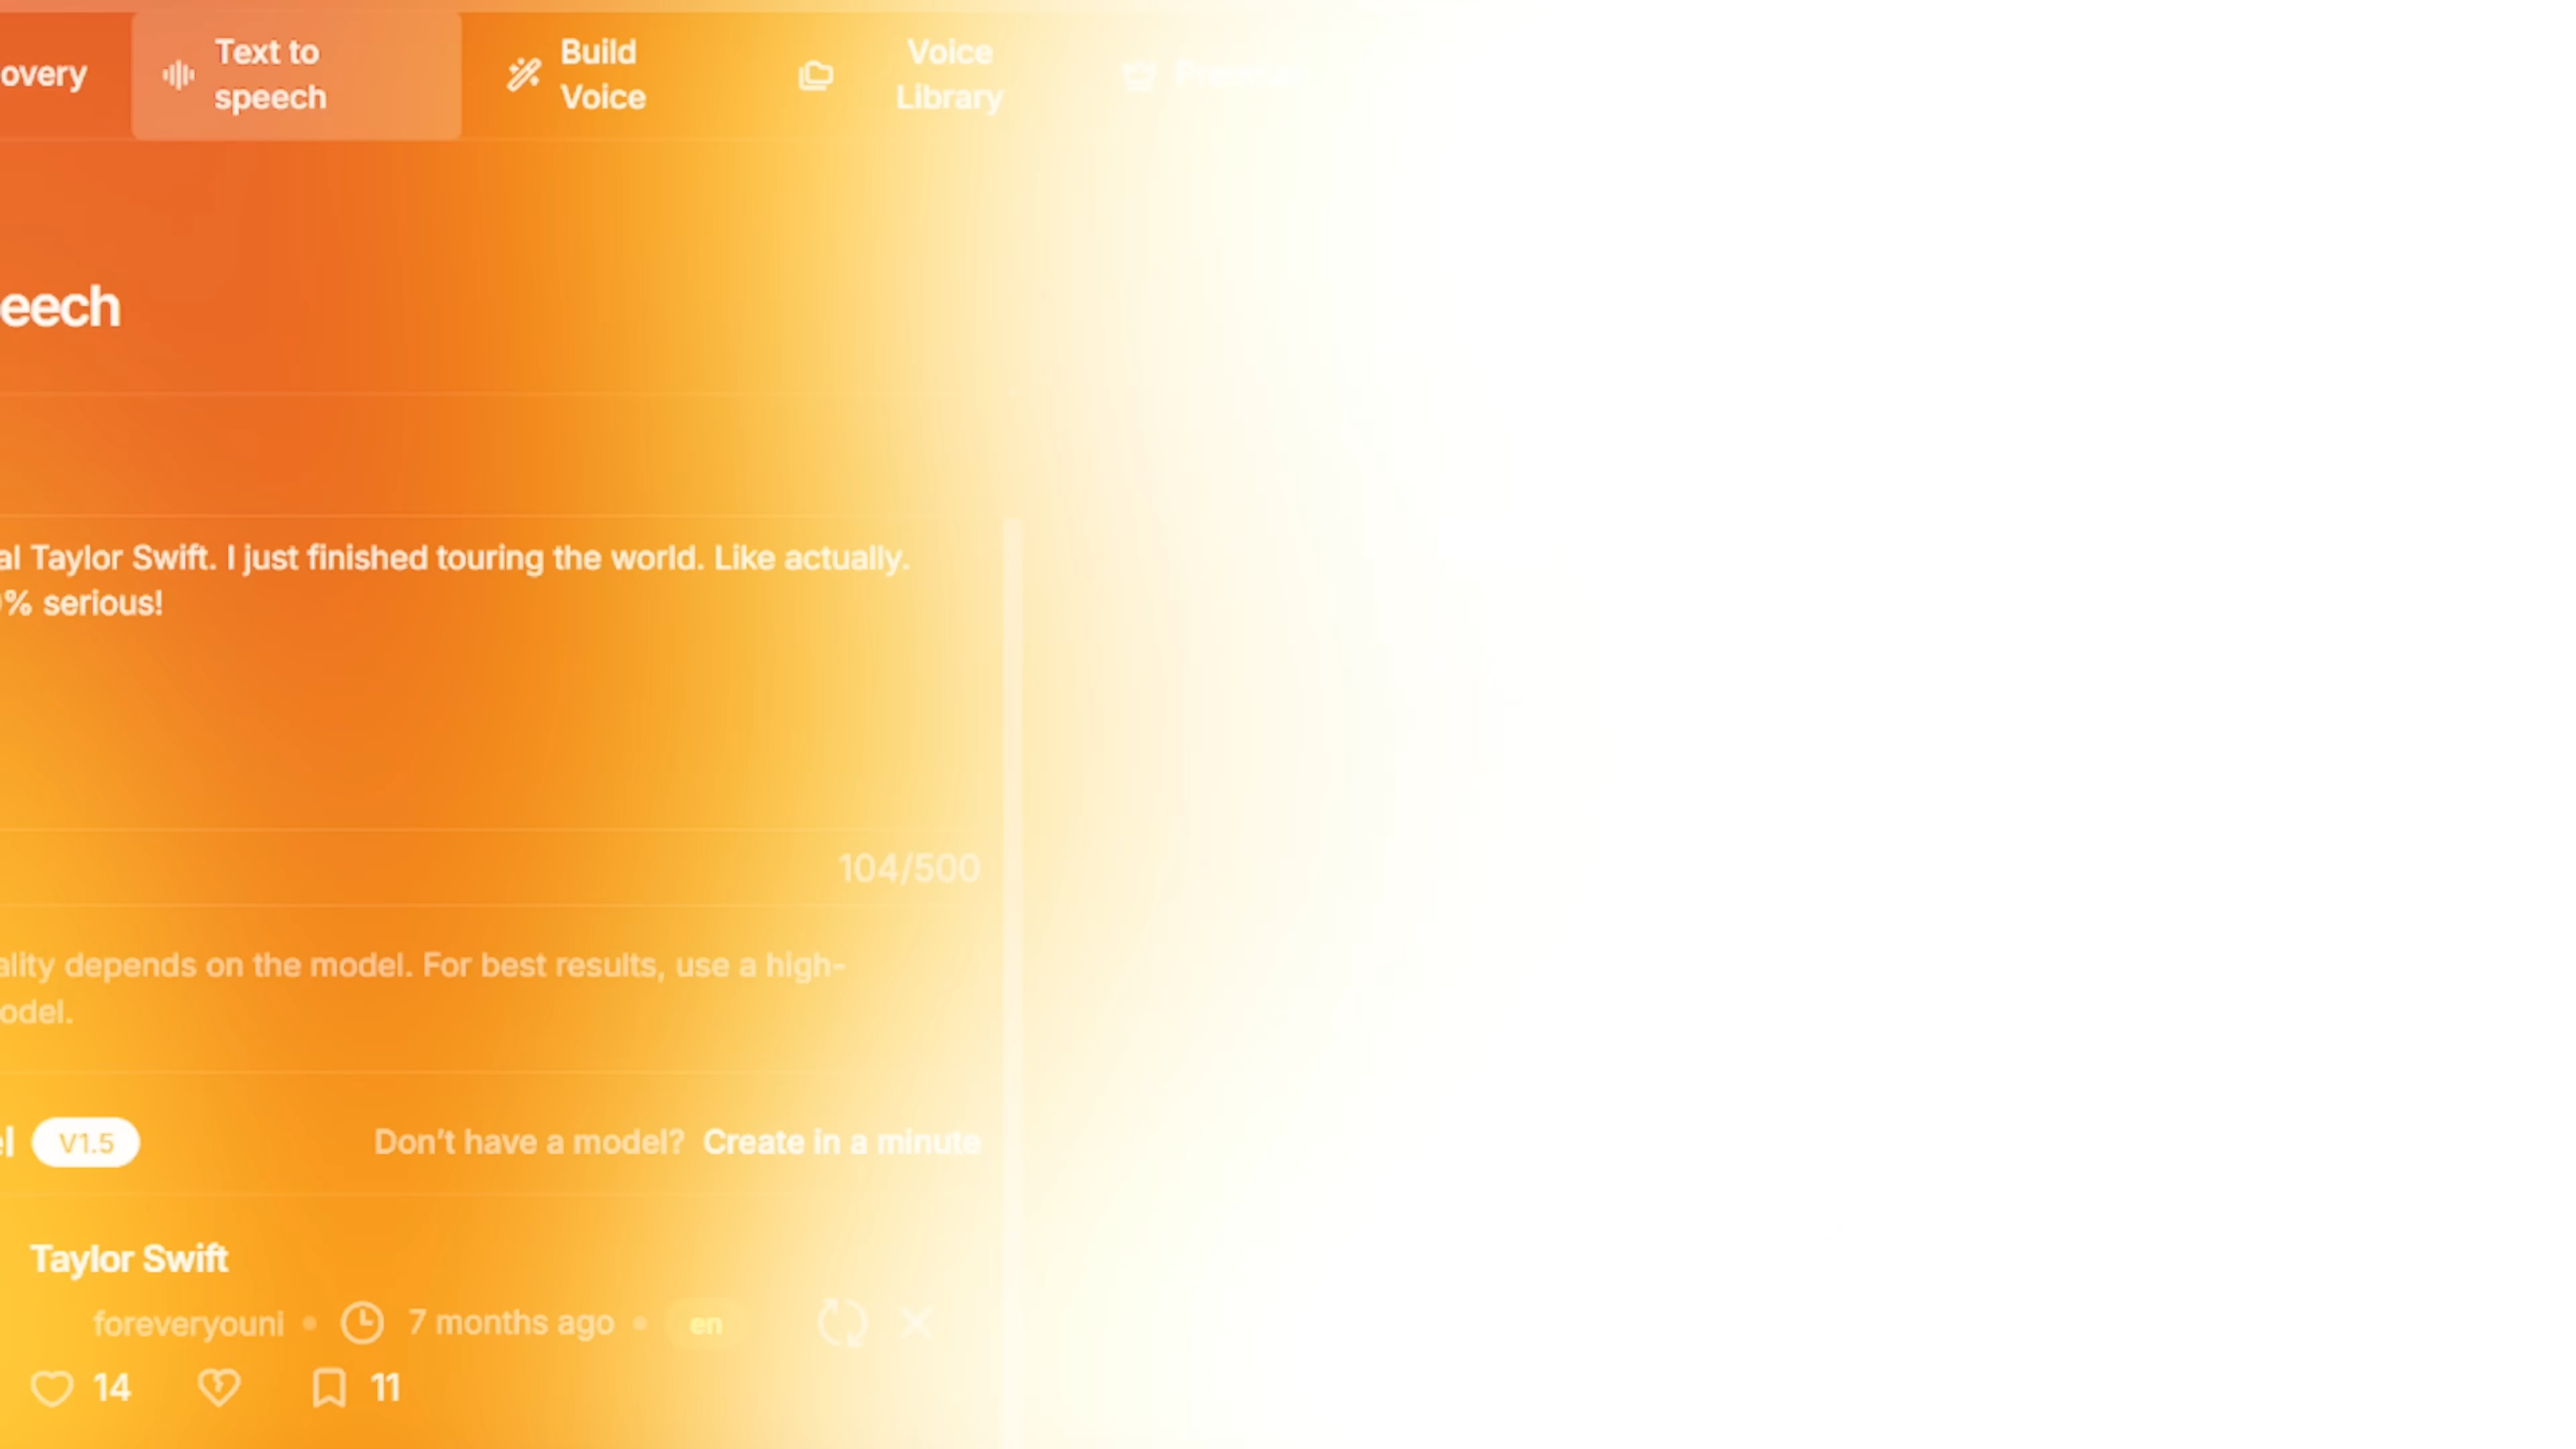 overy
Text to
speech
Build
Voice
Voice
Library
eech
al Taylor Swift. I just finished touring the world. Like actually.
% serious!
104/500
ality depends on the model. For best results, use a high-
odel.
el V1.5
Don't have a model? Create in a minute
Taylor Swift
foreveryouni • 7 months ago • en
14
11